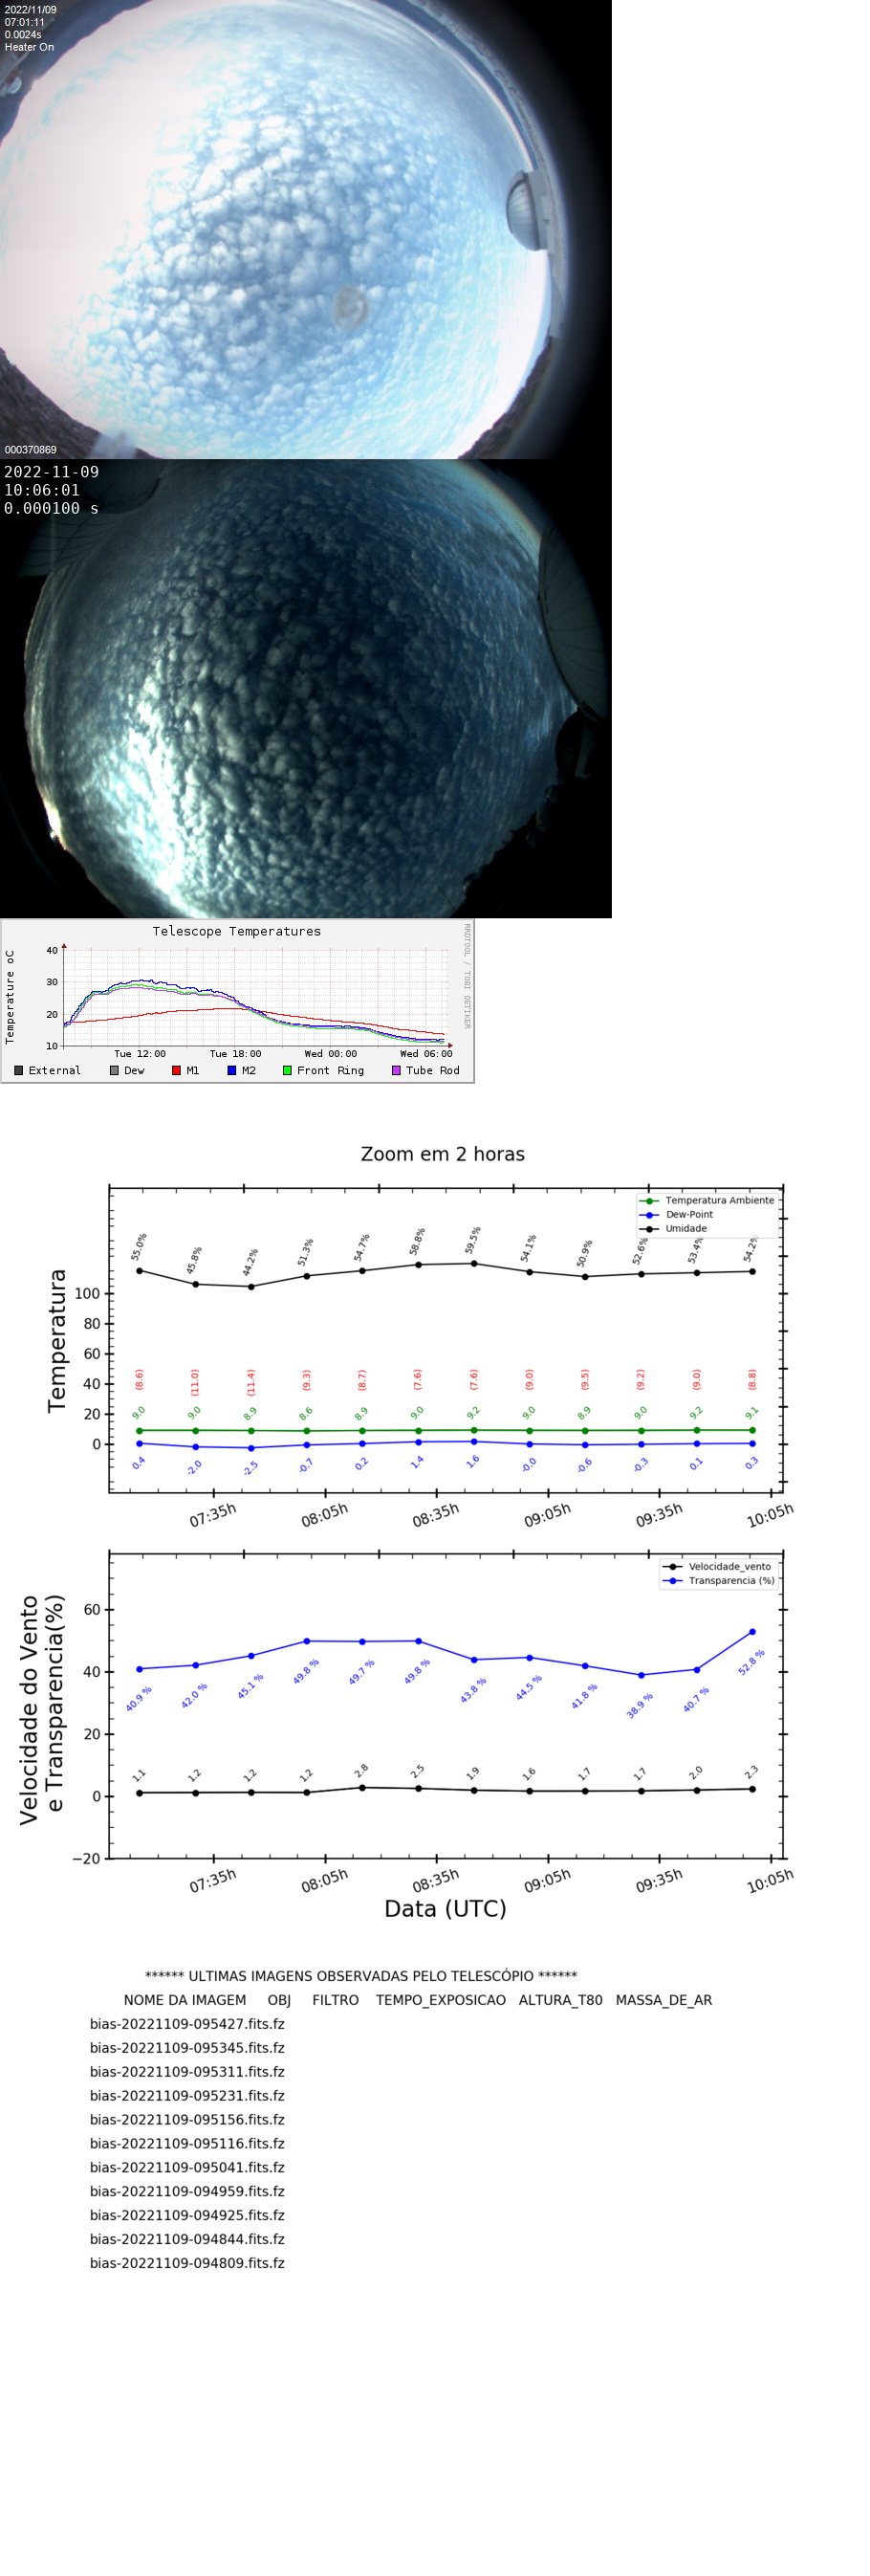 2022/11/09
07:01:11
0.0024s
Heater On
000370869
2022-11-09
10:06:01
0.000100 s
Telescope Temperatures
RRDTOOL / TOBI OETIKER
Temperature oC
40
30
20
10
Tue 12:00 Tue 18:00 Wed 00:00 Wed 06:00
External Dew M1 M2 Front Ring Tube Rod
Zoom em 2 horas
Temperatura Ambiente
Dew-Point
Umidade
55.0% 45.8% 44.2% 51.3% 54.7% 58.8% 59.5% 54.1% 50.9% 52.6% 53.4% 54.2%
Temperatura
100
80
60
40
20
0
(8.6) (11.0) (11.4) (9.3) (8.7) (7.6) (7.6) (9.0) (9.5) (9.2) (9.0) (8.8)
9.0 9.0 8.9 8.6 8.9 9.0 9.2 9.0 8.9 9.0 9.2 9.1
0.4 -2.0 -2.5 -0.7 0.2 1.4 1.6 -0.0 -0.6 -0.3 0.1 0.3
07:35h 08:05h 08:35h 09:05h 09:35h 10:05h
Velocidade_vento
Transparencia (%)
Velocidade do Vento
e Transparencia(%)
60
40
20
0
−20
40.9 % 42.0 % 45.1 % 49.8 % 49.7 % 49.8 % 43.8 % 44.5 % 41.8 % 38.9 % 40.7 % 52.8 %
1.1 1.2 1.2 1.2 2.8 2.5 1.9 1.6 1.7 1.7 2.0 2.3
07:35h 08:05h 08:35h 09:05h 09:35h 10:05h
Data (UTC)
****** ULTIMAS IMAGENS OBSERVADAS PELO TELESCÓPIO ******
NOME DA IMAGEM OBJ FILTRO TEMPO_EXPOSICAO ALTURA_T80 MASSA_DE_AR
bias-20221109-095427.fits.fz
bias-20221109-095345.fits.fz
bias-20221109-095311.fits.fz
bias-20221109-095231.fits.fz
bias-20221109-095156.fits.fz
bias-20221109-095116.fits.fz
bias-20221109-095041.fits.fz
bias-20221109-094959.fits.fz
bias-20221109-094925.fits.fz
bias-20221109-094844.fits.fz
bias-20221109-094809.fits.fz